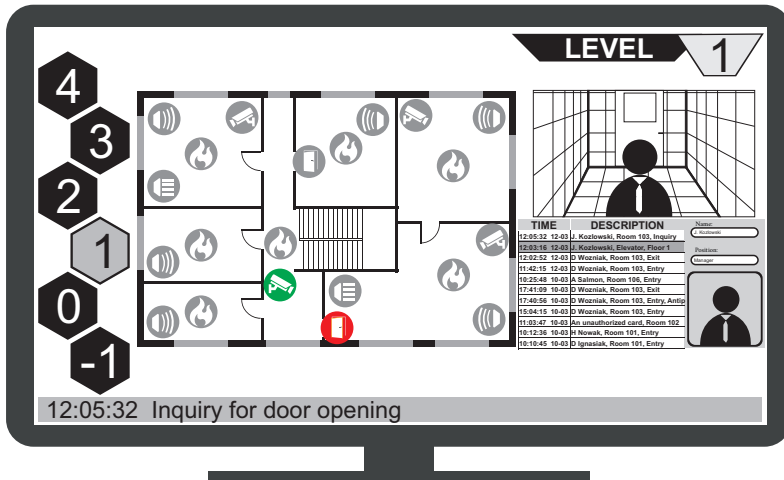 LEVEL 1
4
3
2
1
0
-1
TIME DESCRIPTION
12:05:32 12-03 J. Kozlowski, Room 103, Inquiry
12:03:16 12-03 J. Kozlowski, Elevator, Floor 1
12:02:52 12-03 D Wozniak, Room 103, Exit
11:42:15 12-03 D Wozniak, Room 103, Entry
10:25:48 10-03 A Salmon, Room 106, Entry
17:41:09 10-03 D Wozniak, Room 103, Exit
17:40:56 10-03 D Wozniak, Room 103, Entry, Antip
15:04:15 10-03 D Wozniak, Room 103, Entry
11:03:47 10-03 An unauthorized card, Room 102
10:12:36 10-03 H Nowak, Room 101, Entry
10:10:45 10-03 D Ignasiak, Room 101, Entry
Name:
J. Kozlowski
Position:
Manager
12:05:32 Inquiry for door opening